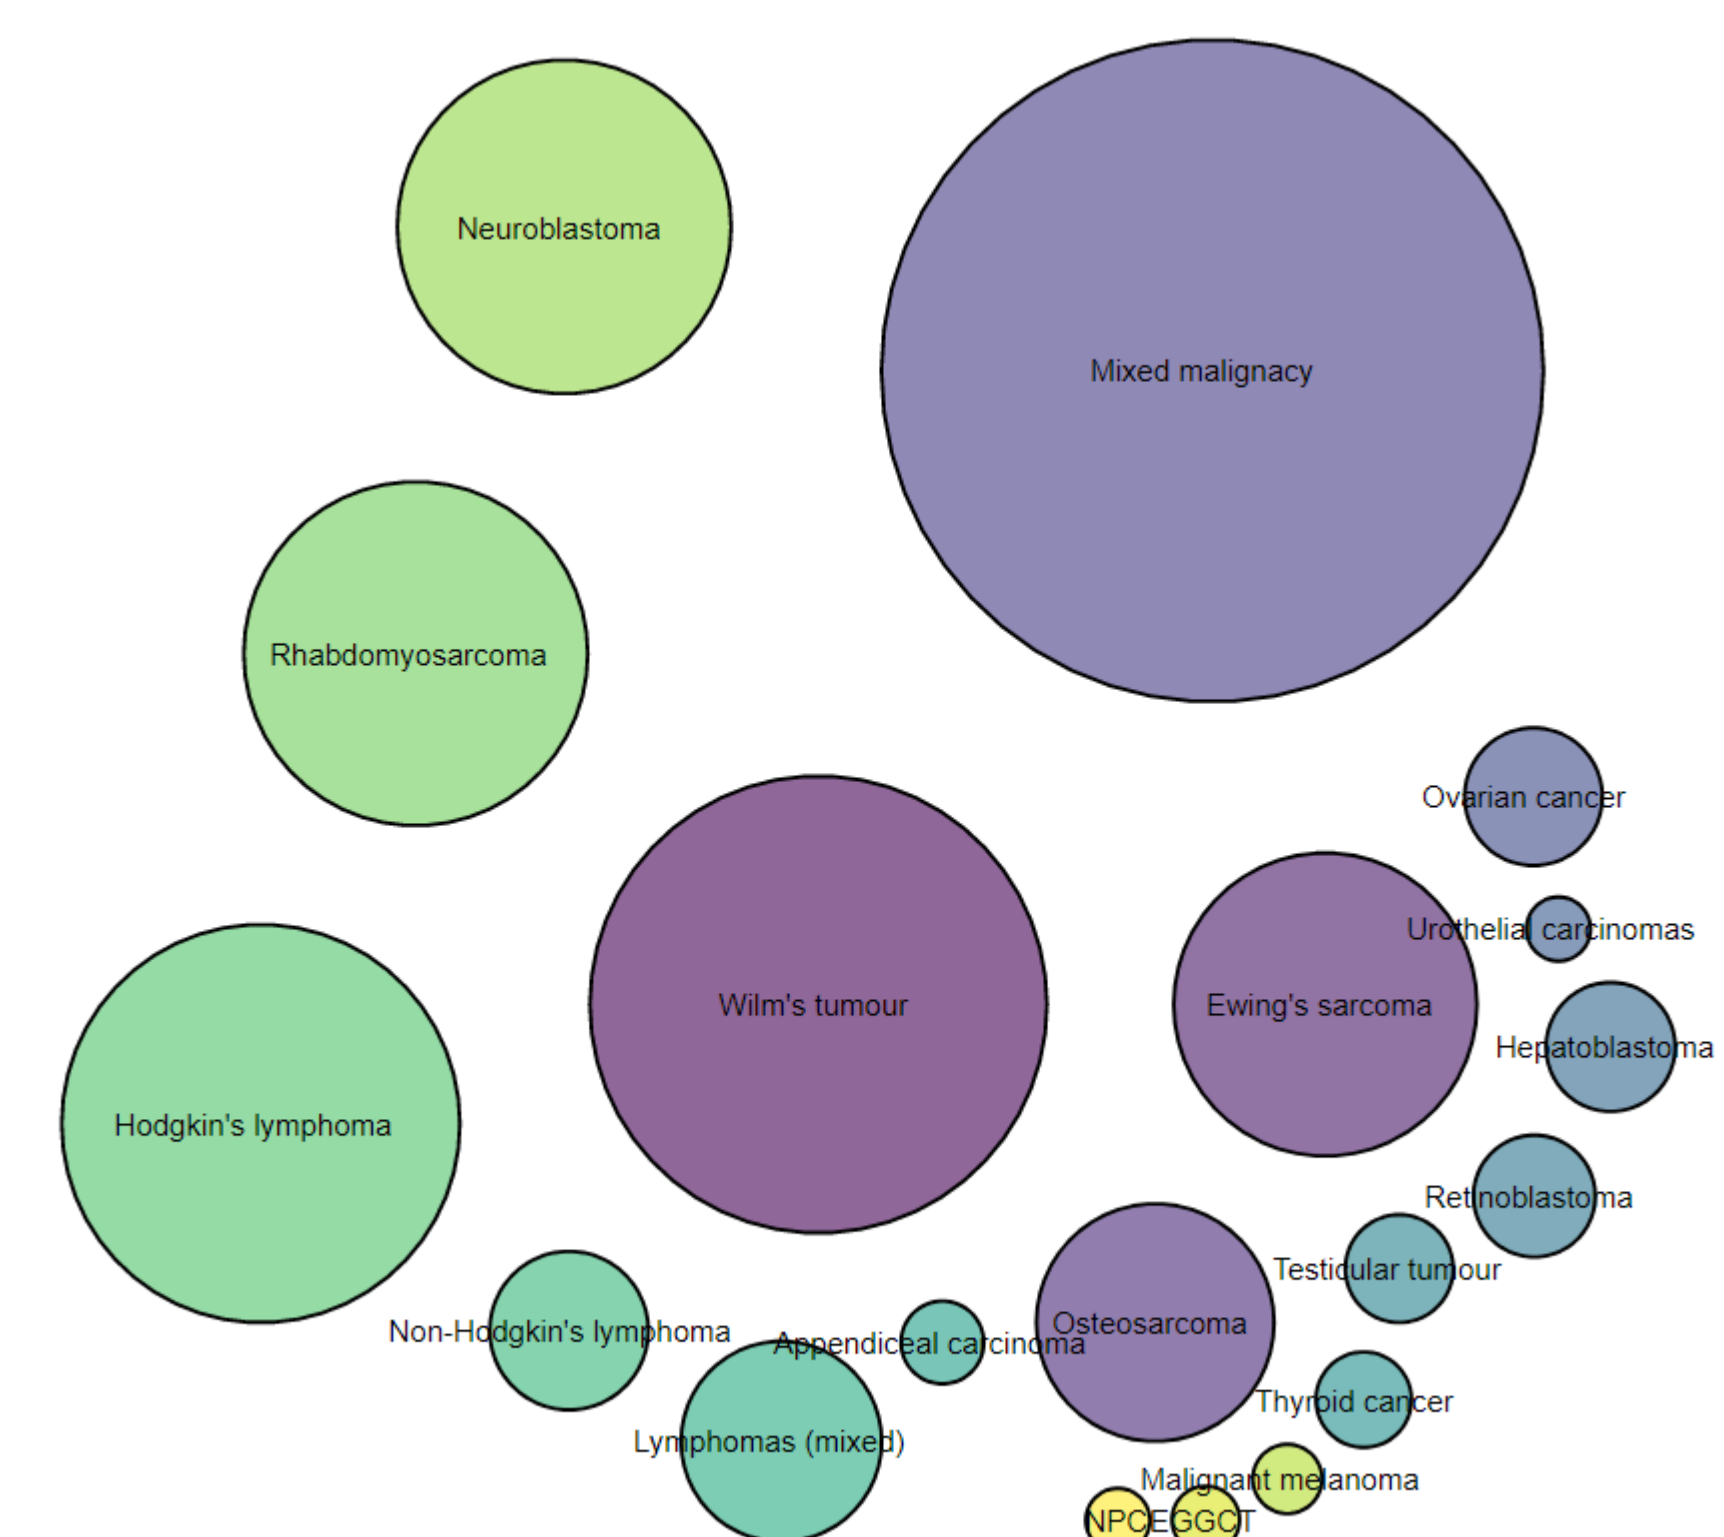 Neuroblastoma
Mixed malignacy
Rhabdomyosarcoma
Ovarian cancer
Urothelial carcinomas
Wilm's tumour
Ewing's sarcoma
Hepatoblastoma
Hodgkin's lymphoma
Retinoblastoma
Testicular tumour
Osteosarcoma
Non-Hodgkin's lymphoma
Appendiceal carcinoma
Thyroid cancer
Lymphomas (mixed)
Malignant melanoma
NPC
EGGCT